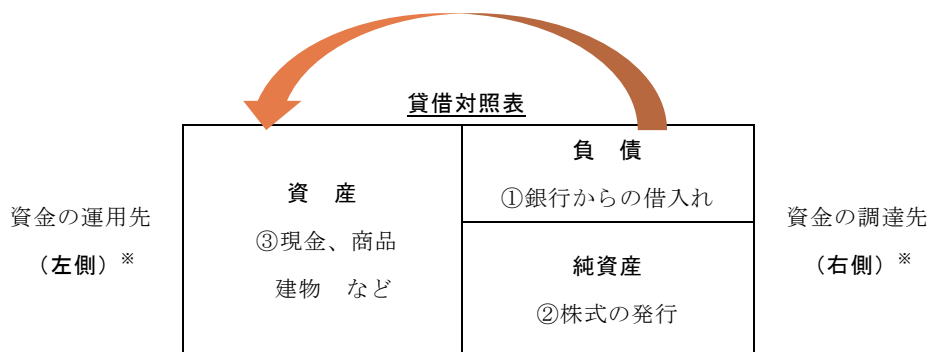 貸借対照表
資金の運用先
（左側）※
資　産
③現金、商品
建物　など
負　債
①銀行からの借入れ
純資産
②株式の発行
資金の調達先
（右側）※